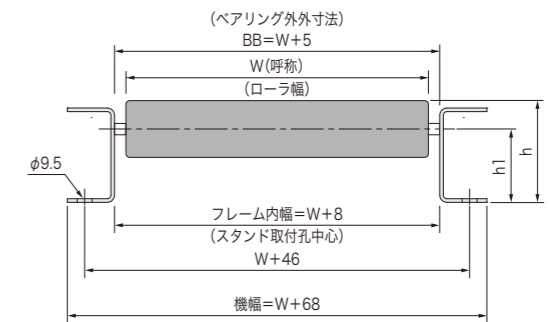 (ベアリング外外寸法)
BB=W+5
W(呼称)
(ローラ幅)
φ9.5
h1
h
フレーム内幅=W+8
(スタンド取付孔中心)
W+46
機幅=W+68